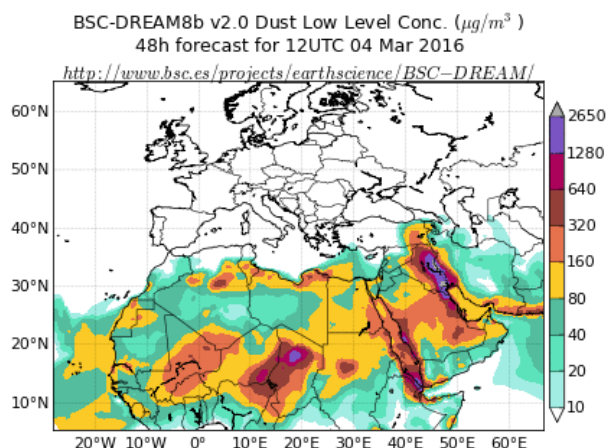 BSC-DREAM8b v2.0 Dust Low Level Conc. (μg/m³ )
48h forecast for 12UTC 04 Mar 2016
http://www.bsc.es/projects/earthscience/BSC−DREAM/
60°N
50°N
40°N
30°N
20°N
10°N
20°W 10°W 0° 10°E 20°E 30°E 40°E 50°E 60°E
2650
1280
640
320
160
80
40
20
10